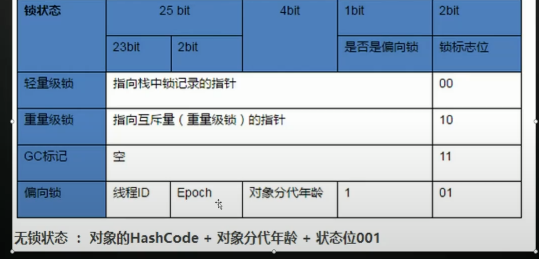 锁状态 25 bit 4bit 1bit 2bit
23bit 2bit 是否是偏向锁 锁标志位
轻量级锁 指向栈中锁记录的指针 00
重量级锁 指向互斥量（重量级锁）的指针 10
GC标记 空 11
偏向锁 线程ID Epoch 对象分代年龄 1 01
无锁状态 ： 对象的HashCode + 对象分代年龄 + 状态位001